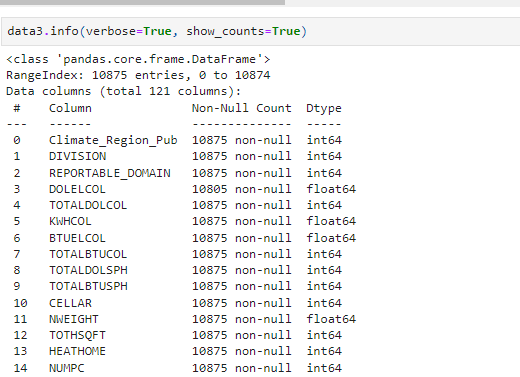 data3.info(verbose=True, show_counts=True)
<class 'pandas.core.frame.DataFrame'>
RangeIndex: 10875 entries, 0 to 10874
Data columns (total 121 columns):
 #   Column             Non-Null Count  Dtype
---  ------             --------------  -----
 0   Climate_Region_Pub  10875 non-null  int64
 1   DIVISION           10875 non-null  int64
 2   REPORTABLE_DOMAIN  10875 non-null  int64
 3   DOLELCOL           10805 non-null  float64
 4   TOTALDOLCOL        10875 non-null  int64
 5   KWHCOL             10875 non-null  float64
 6   BTUELCOL           10875 non-null  float64
 7   TOTALBTUCOL        10875 non-null  int64
 8   TOTALDOLSPH        10875 non-null  int64
 9   TOTALBTUSPH        10875 non-null  int64
 10  CELLAR             10875 non-null  int64
 11  NWEIGHT            10875 non-null  float64
 12  TOTHSQFT           10875 non-null  int64
 13  HEATHOME           10875 non-null  int64
 14  NUMPC              10875 non-null  int64